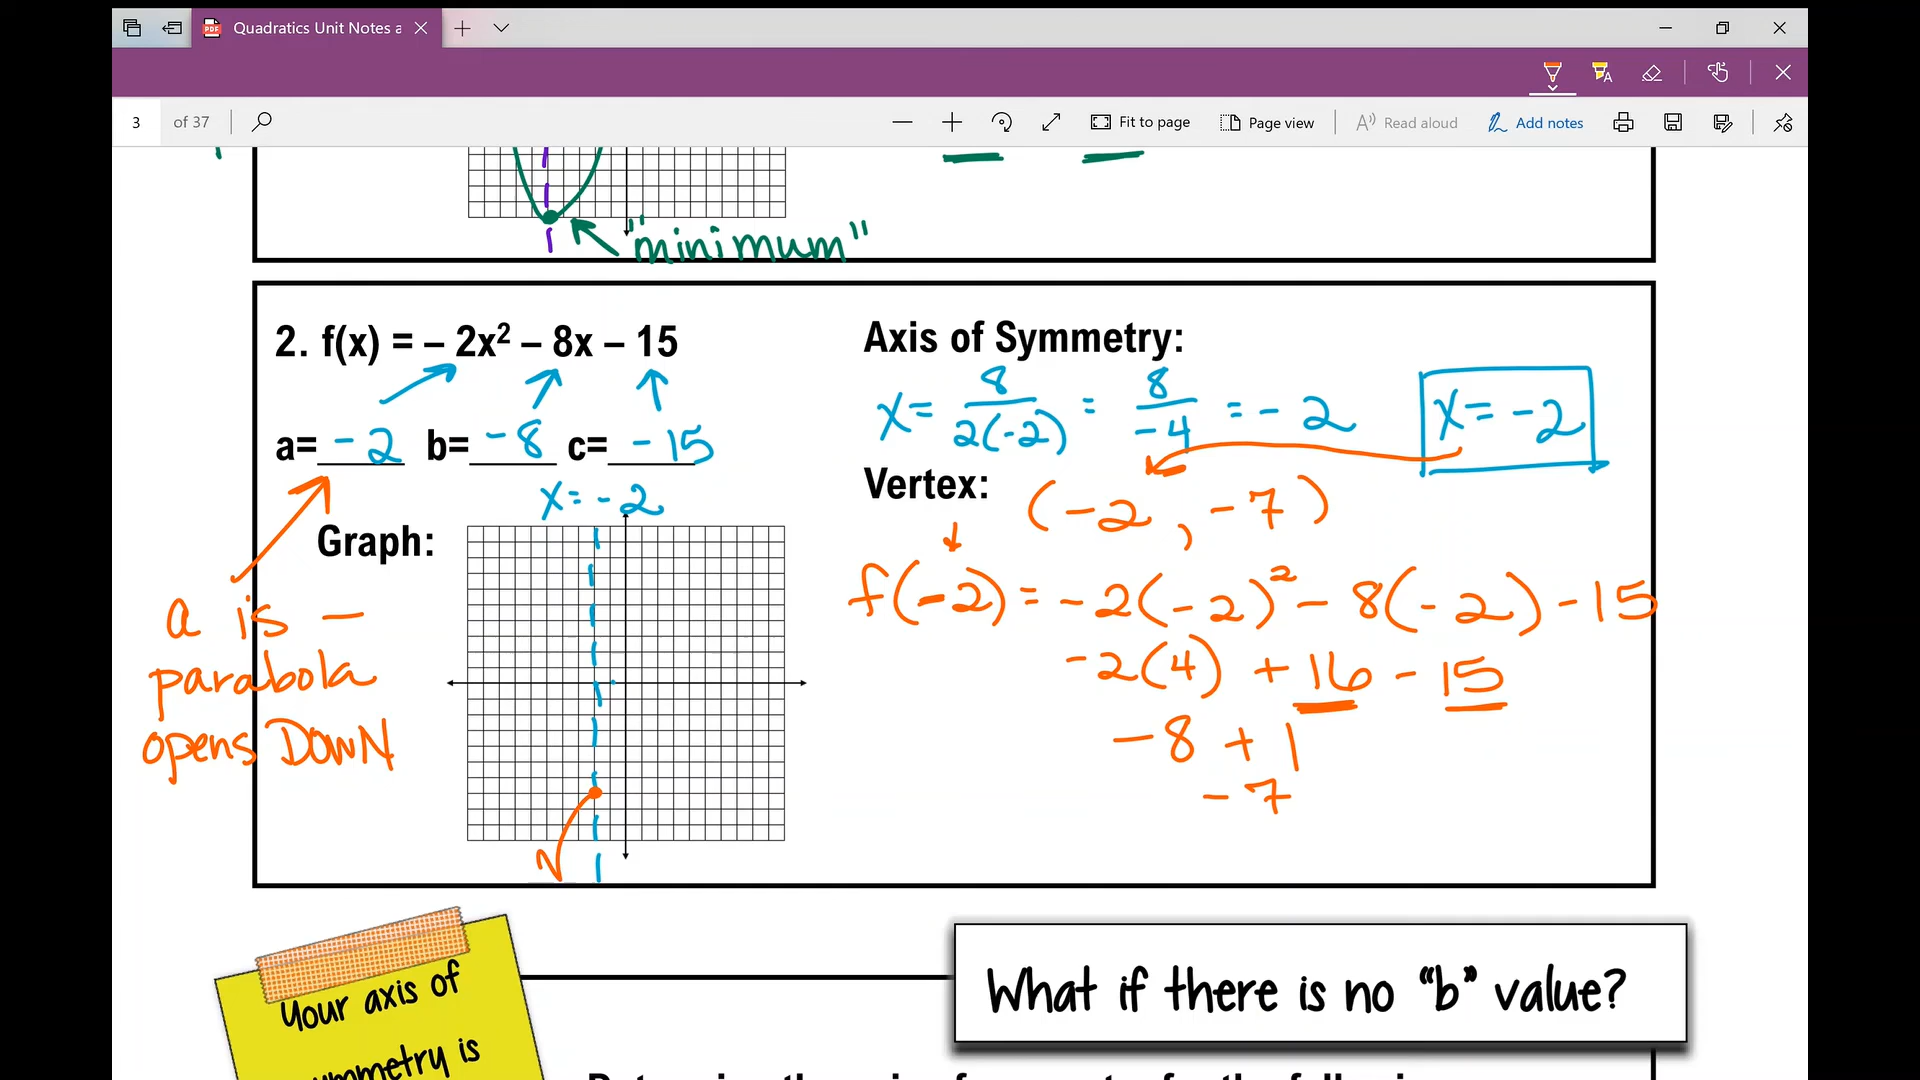 Quadratics Unit Notes a
3 of 37
Fit to page
Page view
Read aloud
Add notes
"minimum"
2. f(x) = – 2x² – 8x – 15
a= -2 b= -8 c= -15
x = -2
Graph:
a is –
parabola
opens DOWN
Axis of Symmetry:
x = 8/2(-2) = 8/-4 = -2
x = -2
Vertex: (-2, -7)
f(-2) = -2(-2)² - 8(-2) - 15
-2(4) + 16 - 15
-8 + 1
-7
Your axis of
symmetry is
What if there is no "b" value?